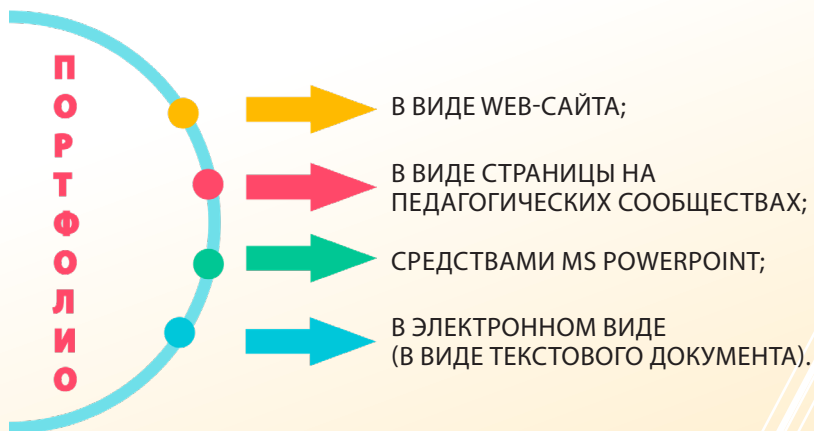 ПОРТФОЛИО
В ВИДЕ WEB-САЙТА;
В ВИДЕ СТРАНИЦЫ НА
ПЕДАГОГИЧЕСКИХ СООБЩЕСТВАХ;
СРЕДСТВАМИ MS POWERPOINT;
В ЭЛЕКТРОННОМ ВИДЕ
(В ВИДЕ ТЕКСТОВОГО ДОКУМЕНТА).